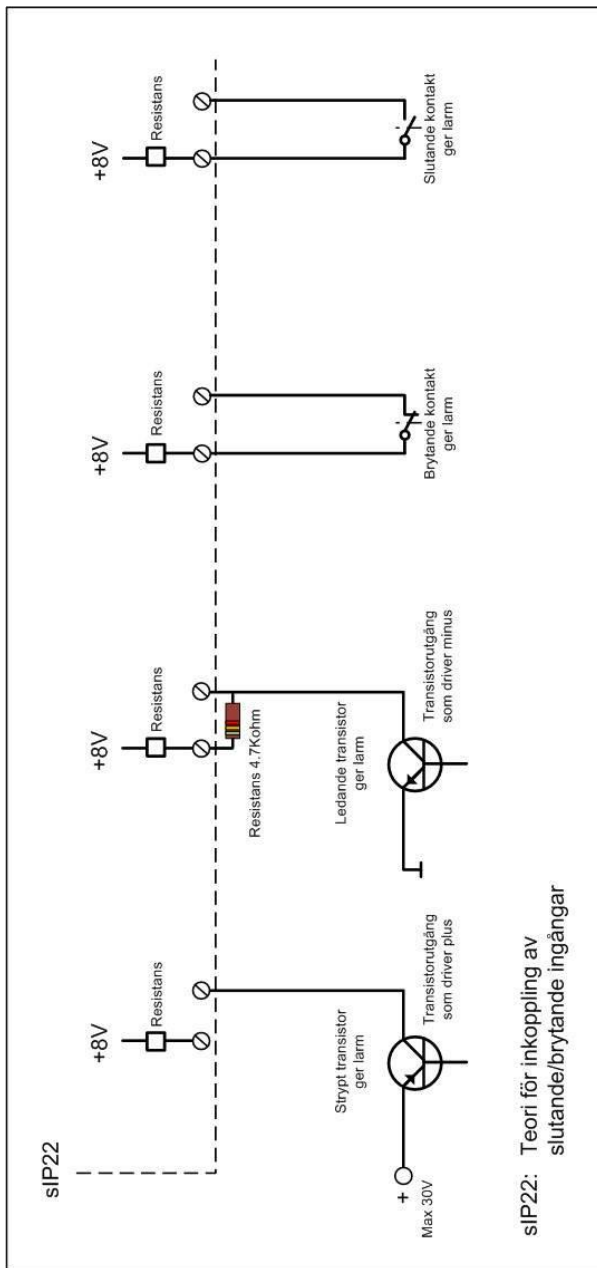 sIP22
+8V
Resistans
+8V
Resistans
+8V
Resistans
+8V
Resistans
Resistans 4.7Kohm
Strypt transistor
ger larm
+
Max 30V
Transistorutgång
som driver plus
Ledande transistor
ger larm
Transistorutgång
som driver minus
Brytande kontakt
ger larm
Slutande kontakt
ger larm
sIP22: Teori för inkoppling av
slutande/brytande ingångar